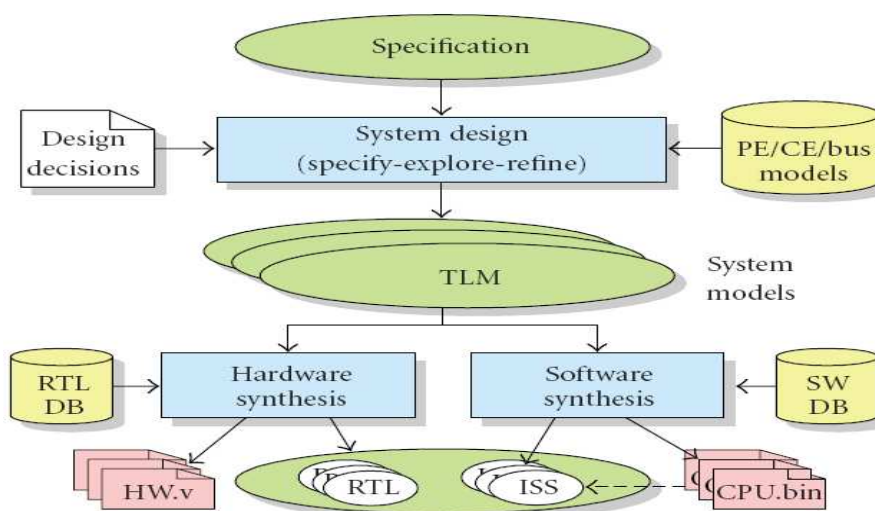 Specification
Design
decisions
System design
(specify-explore-refine)
PE/CE/bus
models
TLM
System
models
RTL
DB
Hardware
synthesis
Software
synthesis
SW
DB
HW.v
RTL
ISS
CPU.bin